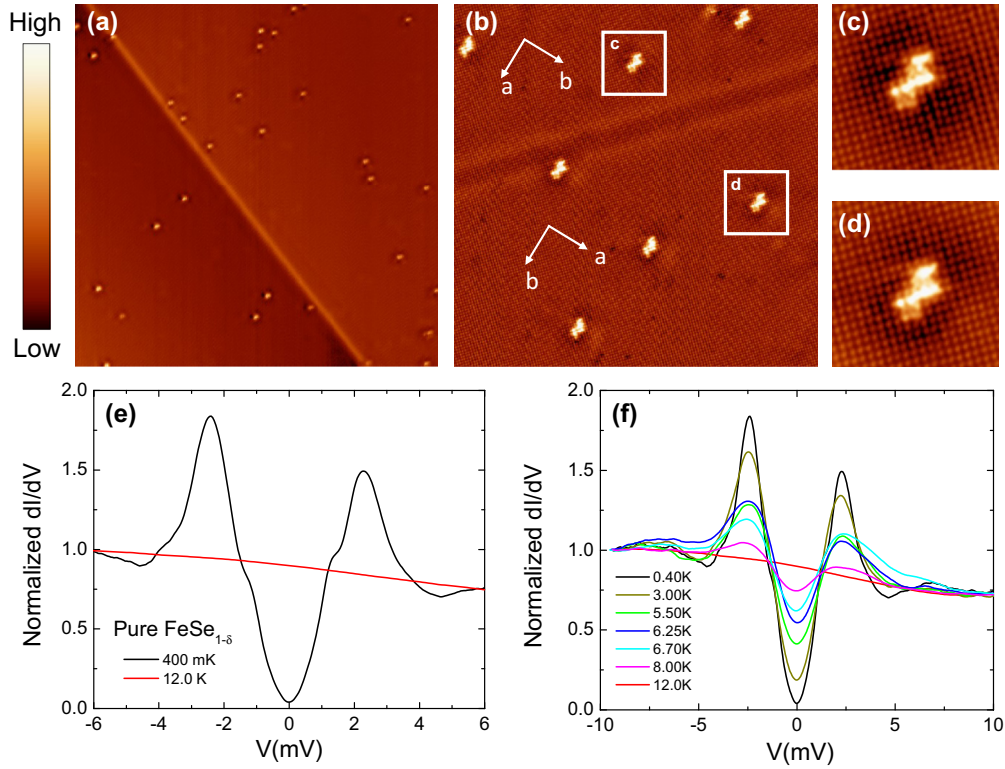 High
Low
(a)
(b)
c
a
b
d
a
b
(c)
(d)
(e)
Normalized dI/dV
2.0
1.5
1.0
0.5
0.0
Pure FeSe1-δ
400 mK
12.0 K
-6 -4 -2 0 2 4 6
V(mV)
(f)
Normalized dI/dV
2.0
1.5
1.0
0.5
0.0
0.40K
3.00K
5.50K
6.25K
6.70K
8.00K
12.0K
-10 -5 0 5 10
V(mV)